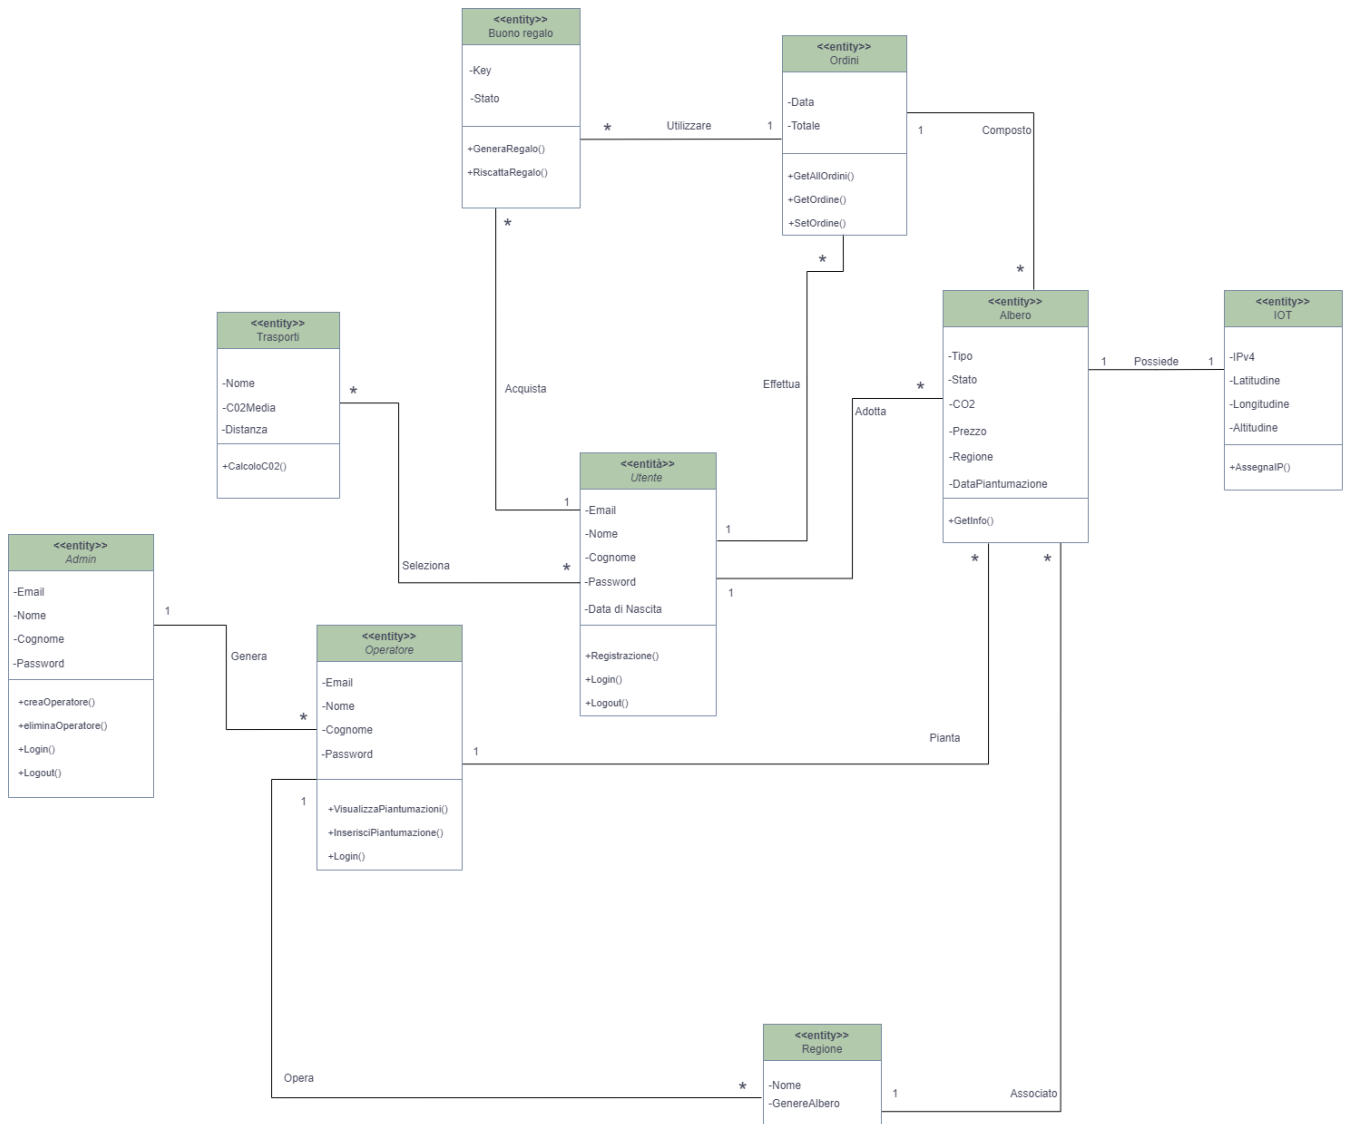 <<entity>>
Buono regalo
-Key
-Stato
+GeneraRegalo()
+RiscattaRegalo()
*
Utilizzare
1
<<entity>>
Ordini
-Data
-Totale
+GetAllOrdini()
+GetOrdine()
+SetOrdine()
1
Composto
*
*
*
<<entity>>
Trasporti
-Nome
-C02Media
-Distanza
+CalcoloC02()
*
Acquista
Effettua
*
Adotta
<<entity>>
Albero
-Tipo
-Stato
-CO2
-Prezzo
-Regione
-DataPiantumazione
+GetInfo()
1
Possiede
1
<<entity>>
IOT
-IPv4
-Latitudine
-Longitudine
-Altitudine
+AssegnaIP()
<<entità>>
Utente
-Email
-Nome
-Cognome
-Password
-Data di Nascita
+Registrazione()
+Login()
+Logout()
1
1
1
Seleziona
*
*
*
<<entity>>
Admin
-Email
-Nome
-Cognome
-Password
+creaOperatore()
+eliminaOperatore()
+Login()
+Logout()
1
Genera
*
<<entity>>
Operatore
-Email
-Nome
-Cognome
-Password
+VisualizzaPiantumazioni()
+InserisciPiantumazione()
+Login()
1
Pianta
1
Opera
*
<<entity>>
Regione
-Nome
-GenereAlbero
1
Associato